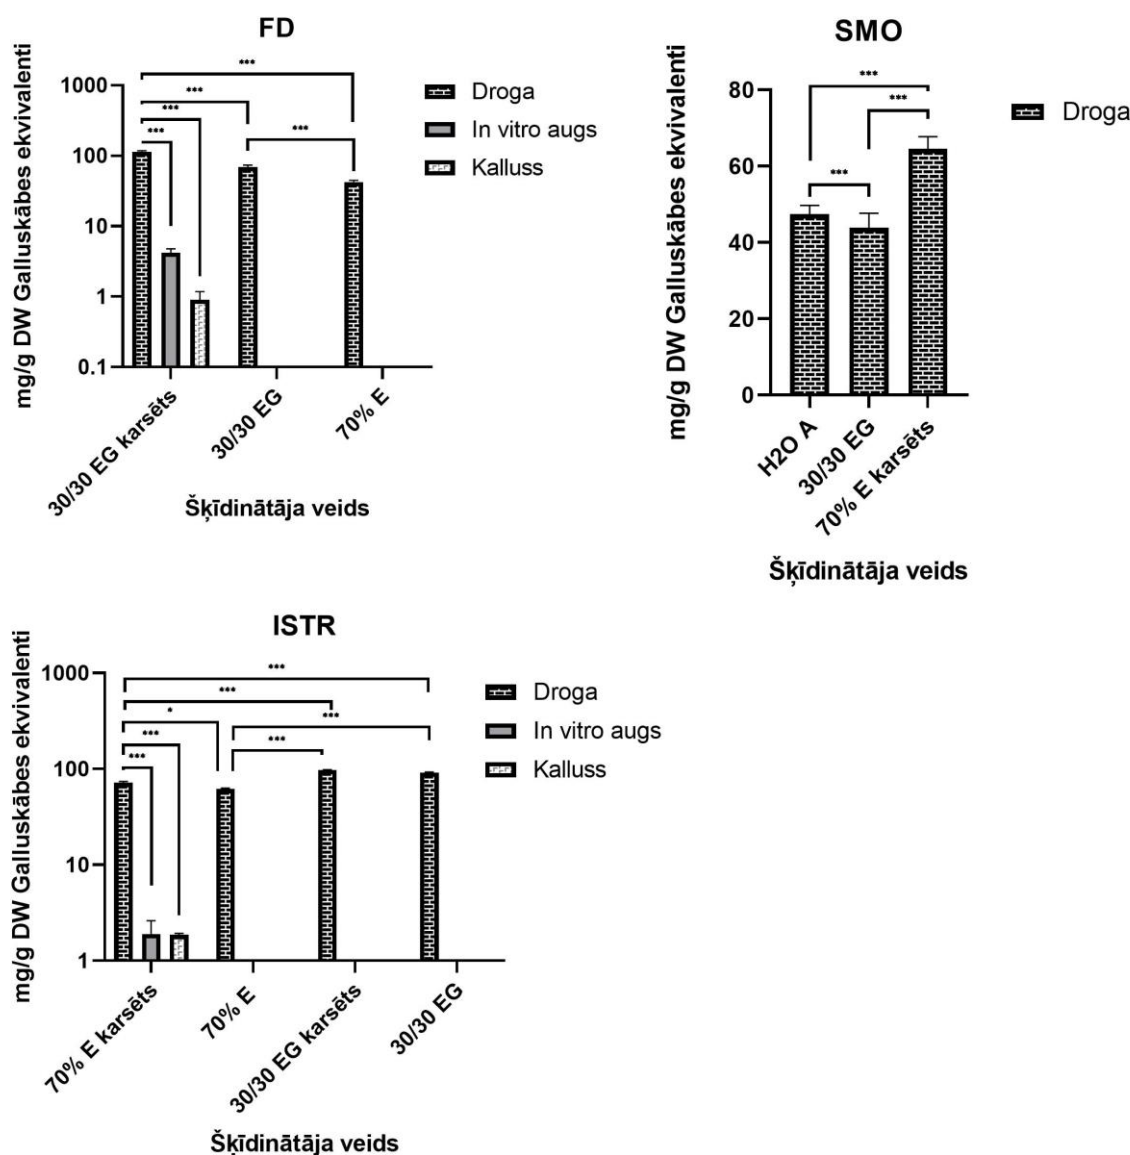 FD
mg/g DW Galluskābes ekvivalenti
1000
100
10
1
0.1
***
***
***
***
***
30/30 EG karsēts
30/30 EG
70% E
Šķīdinātāja veids
Droga
In vitro augs
Kalluss
SMO
mg/g DW Galluskābes ekvivalenti
80
60
40
20
0
***
***
***
H2O A
30/30 EG
70% E karsēts
Šķīdinātāja veids
Droga
ISTR
mg/g DW Galluskābes ekvivalenti
1000
100
10
1
***
***
*
***
***
***
***
70% E karsēts
70% E
30/30 EG karsēts
30/30 EG
Šķīdinātāja veids
Droga
In vitro augs
Kalluss